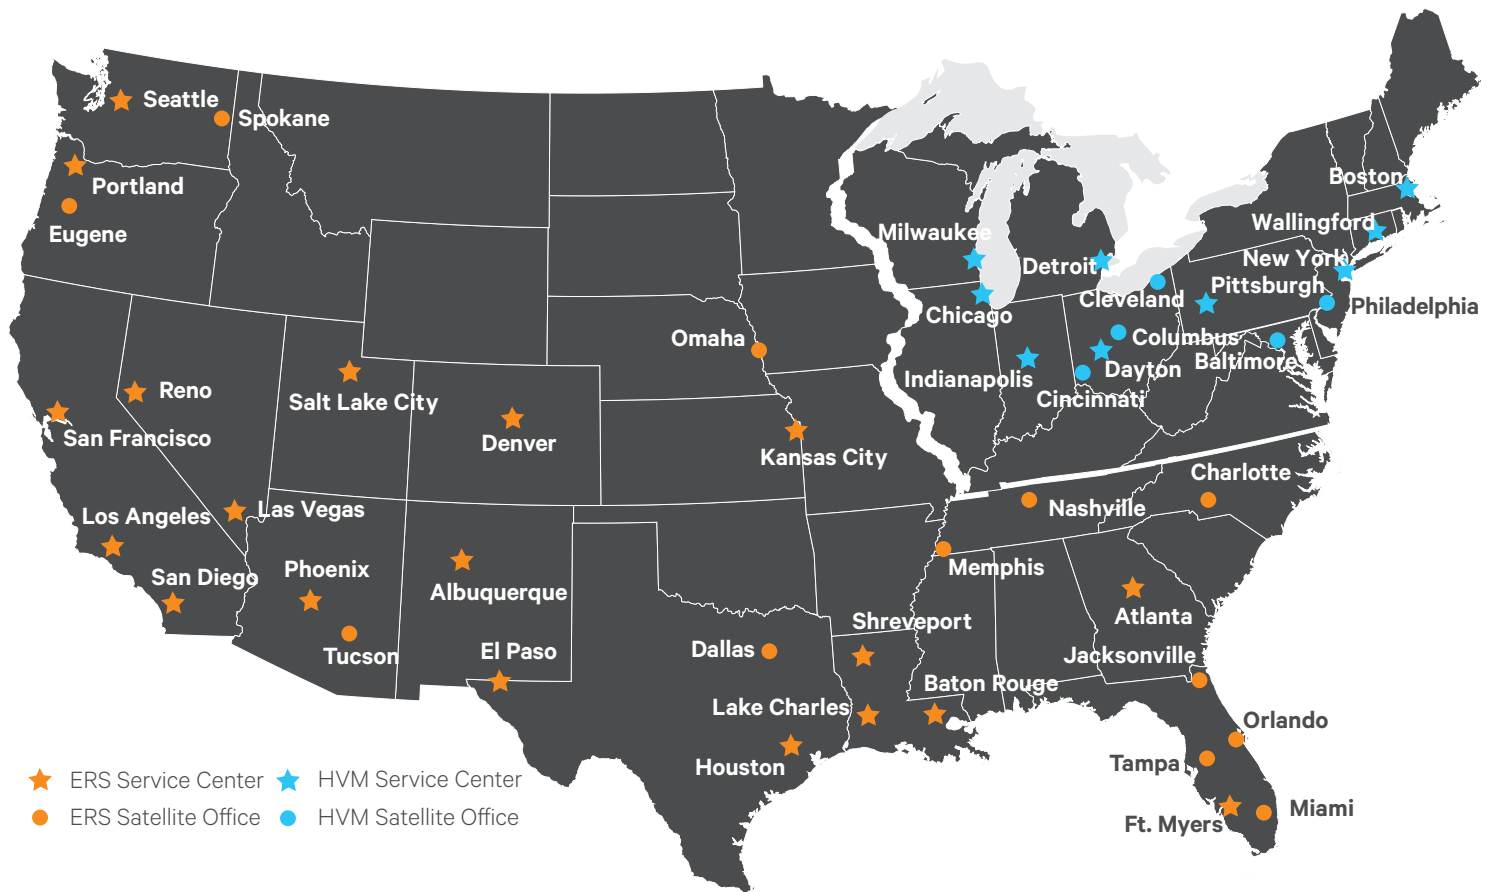 Seattle
Spokane
Portland
Eugene
Boston
Wallingford
Milwaukee
New York
Detroit
Pittsburgh
Cleveland
Philadelphia
Chicago
Omaha
Columbus
Baltimore
Dayton
Indianapolis
Reno
Salt Lake City
Cincinnati
San Francisco
Denver
Kansas City
Charlotte
Las Vegas
Nashville
Los Angeles
Phoenix
Memphis
San Diego
Albuquerque
Atlanta
Shreveport
El Paso
Dallas
Tucson
Jacksonville
Baton Rouge
Lake Charles
Orlando
Tampa
Houston
ERS Service Center
HVM Service Center
Miami
ERS Satellite Office
HVM Satellite Office
Ft. Myers